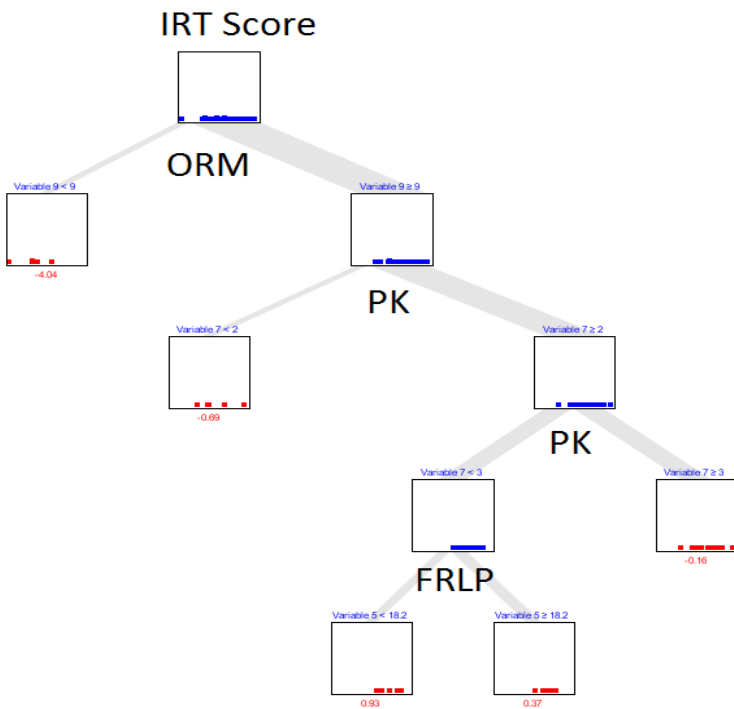 IRT Score
ORM
Variable 9 < 9
Variable 9 ≥ 9
-4.04
PK
Variable 7 < 2
Variable 7 ≥ 2
-0.69
PK
Variable 7 < 3
Variable 7 ≥ 3
-0.16
FRLP
Variable 5 < 18.2
Variable 5 ≥ 18.2
0.93
0.37